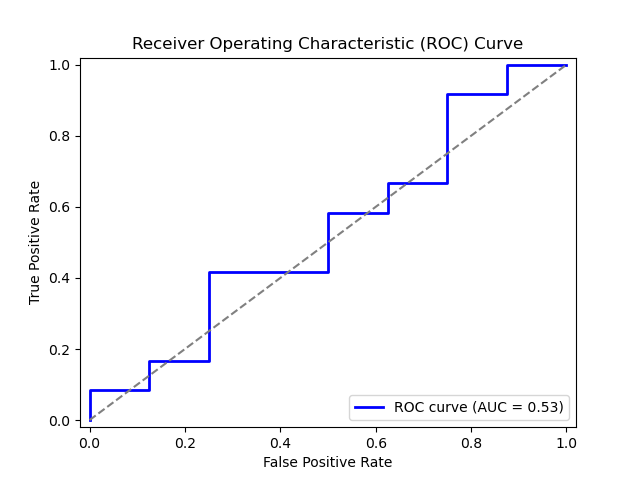 Receiver Operating Characteristic (ROC) Curve
1.0
0.8
0.6
0.4
0.2
0.0
True Positive Rate
ROC curve (AUC = 0.53)
0.0 0.2 0.4 0.6 0.8 1.0
False Positive Rate